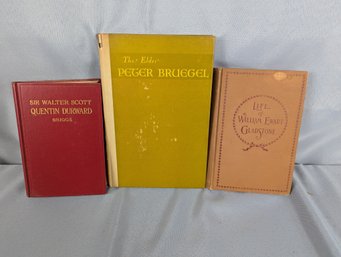 SIR WALTER SCOTT
QUENTIN DURWARD
BRIGGS
The Elder
PETER BRUEGEL
LIFE
of
WILLIAM EWART
GLADSTONE